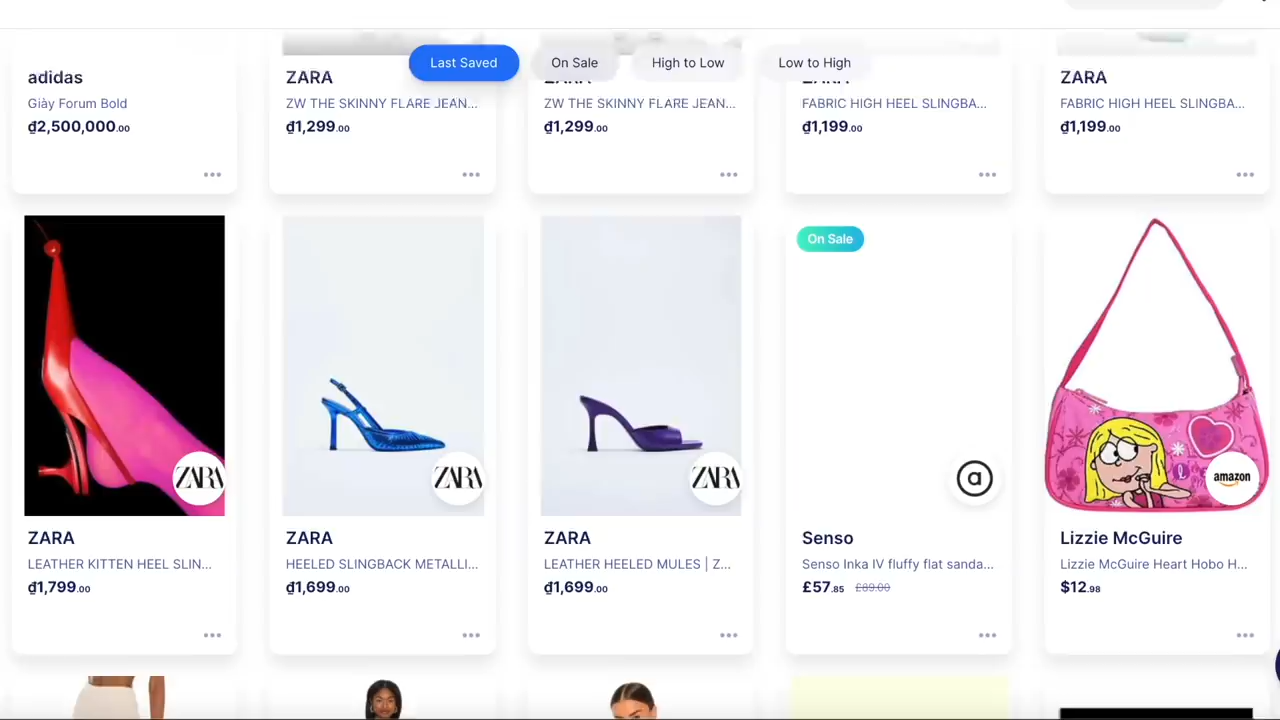 Last Saved
On Sale
High to Low
Low to High
adidas
Giày Forum Bold
₫2,500,000.00
ZARA
ZW THE SKINNY FLARE JEAN...
₫1,299.00
ZARA
ZW THE SKINNY FLARE JEAN...
₫1,299.00
ZARA
FABRIC HIGH HEEL SLINGBA...
₫1,199.00
ZARA
FABRIC HIGH HEEL SLINGBA...
₫1,199.00
ZARA
ZARA
LEATHER KITTEN HEEL SLIN...
₫1,799.00
ZARA
ZARA
HEELED SLINGBACK METALLI...
₫1,699.00
ZARA
ZARA
LEATHER HEELED MULES | Z...
₫1,699.00
On Sale
a
Senso
Senso Inka IV fluffy flat sanda...
£57.85 £89.00
amazon
Lizzie McGuire
Lizzie McGuire Heart Hobo H...
$12.98